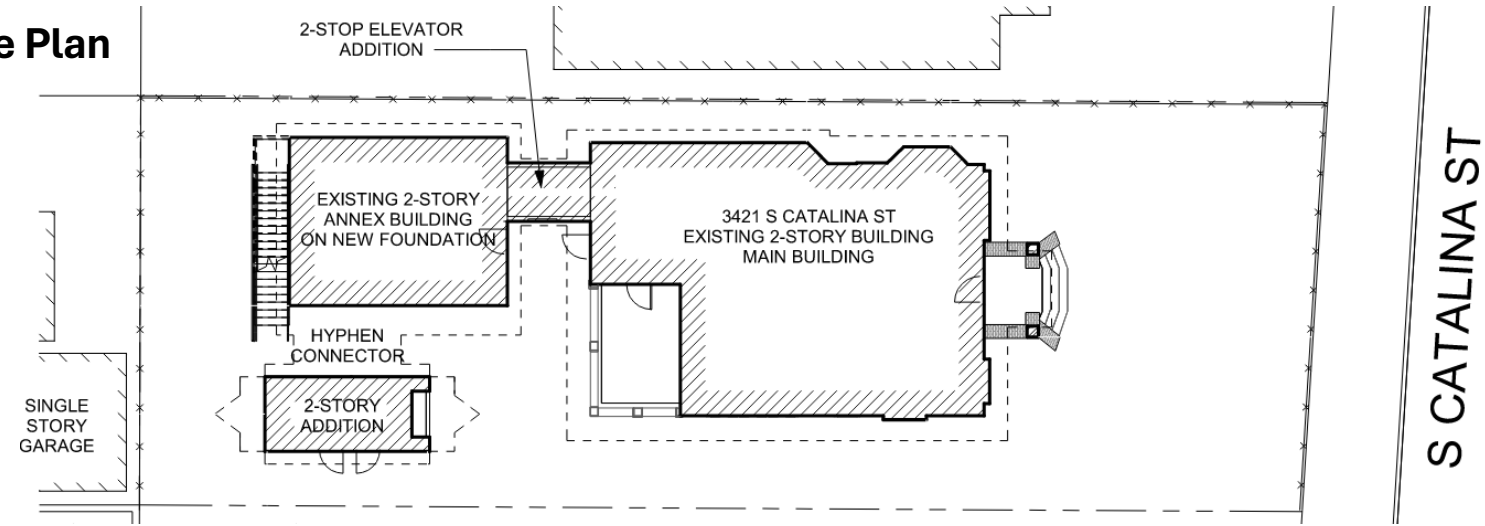 e Plan
2-STOP ELEVATOR
ADDITION
EXISTING 2-STORY
ANNEX BUILDING
ON NEW FOUNDATION
3421 S CATALINA ST
EXISTING 2-STORY BUILDING
MAIN BUILDING
HYPHEN
CONNECTOR
2-STORY
ADDITION
SINGLE
STORY
GARAGE
S CATALINA ST